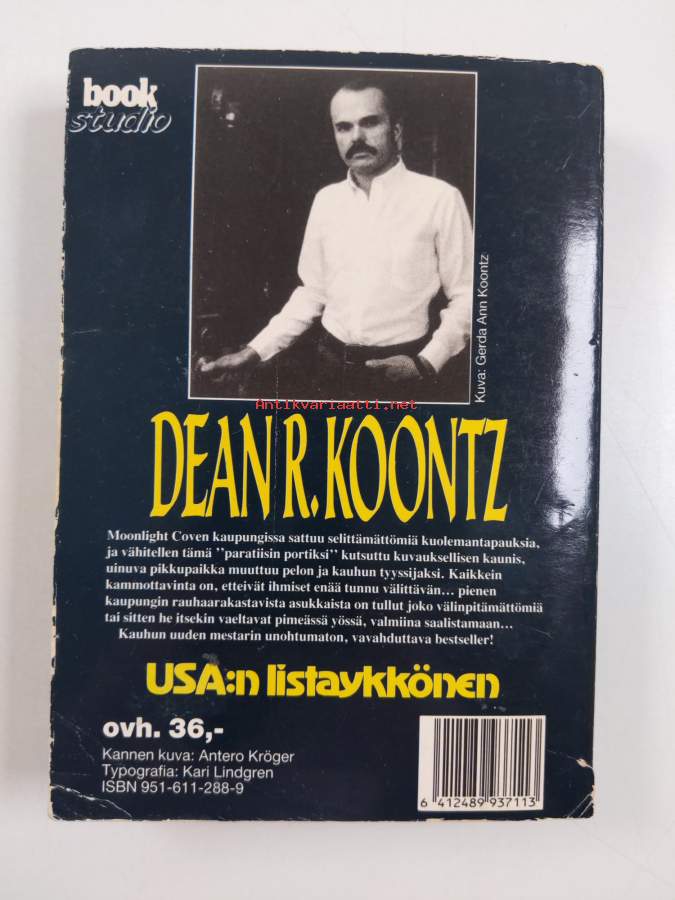 book
studio
Kuva: Gerda Ann Koontz
Antikvariaatti.net
DEAN R. KOONTZ
Moonlight Coven kaupungissa sattuu selittämättömiä kuolemantapauksia,
ja vähitellen tämä ”paratiisin portiksi” kutsuttu kuvauksellisen kaunis,
uinuva pikkupaikka muuttuu pelon ja kauhun tyyssijaksi. Kaikkein
kammottavinta on, etteivät ihmiset enää tunnu välittävän... pienen
kaupungin rauhaarakastavista asukkaista on tullut joko välinpitämättömiä
tai sitten he itsekin vaeltavat pimeässä yössä, valmiina saalistamaan...
Kauhun uuden mestarin unohtumaton, vavahduttava bestseller!
USA:n listaykkönen
ovh. 36,-
Kannen kuva: Antero Kröger
Typografia: Kari Lindgren
ISBN 951-611-288-9
6 412489 937113